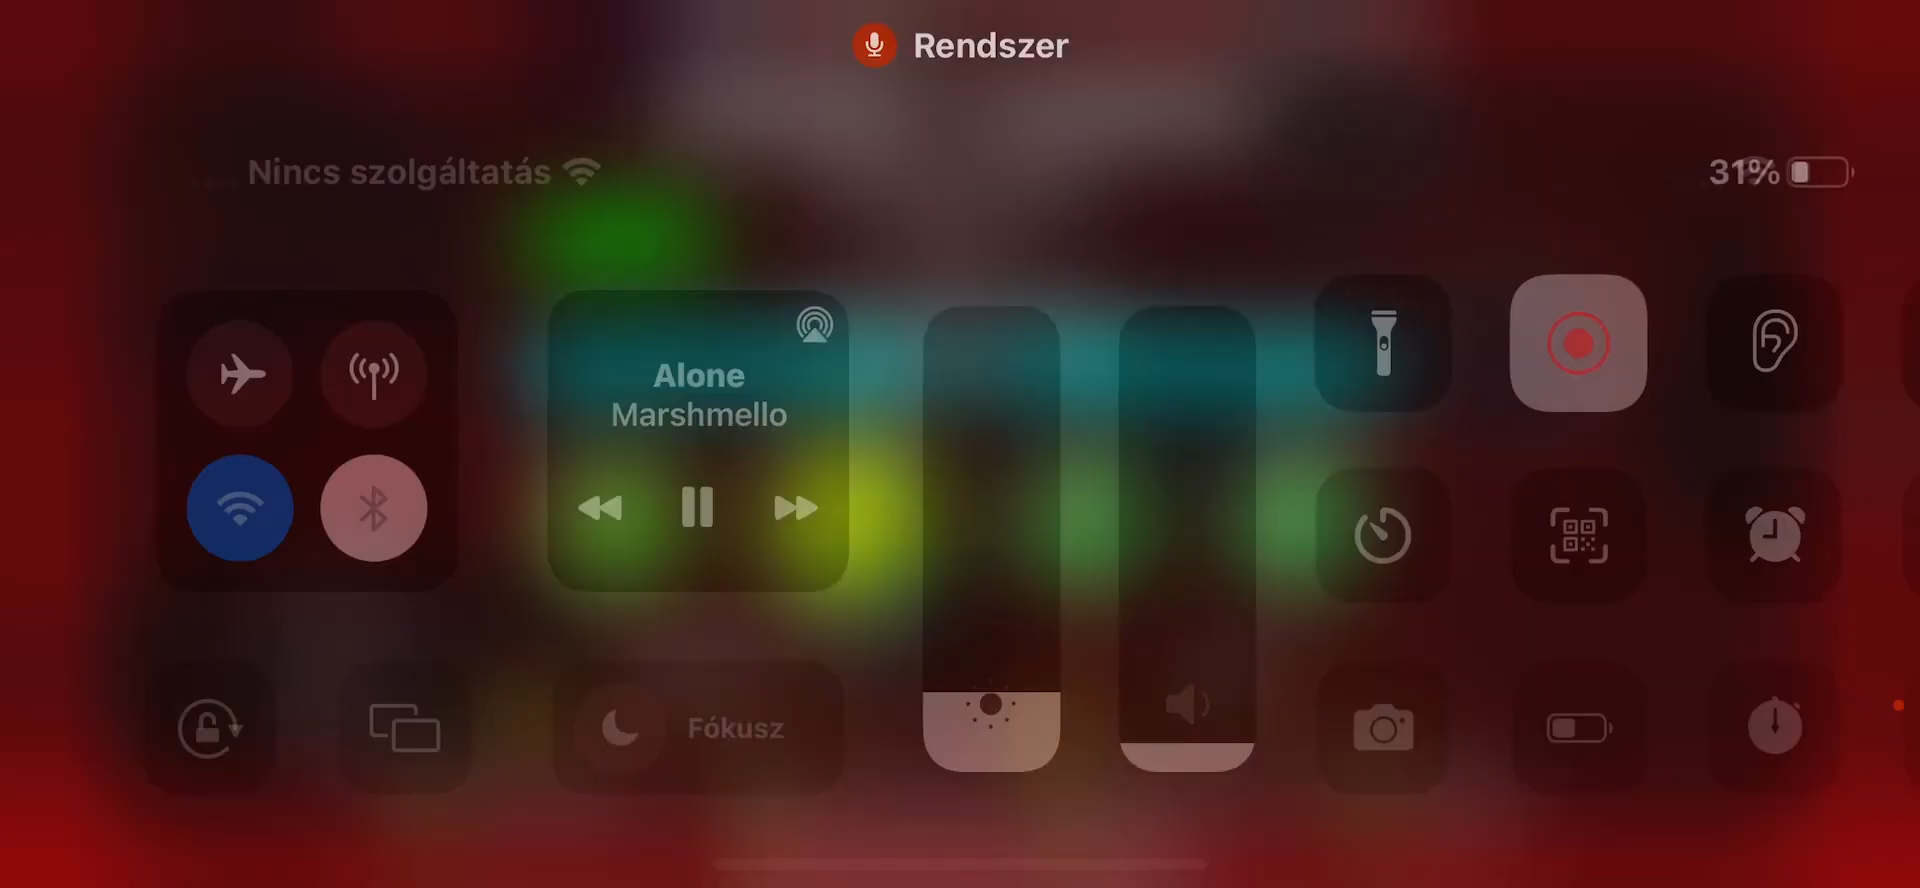 Rendszer
Nincs szolgáltatás
31%
Alone
Marshmello
Fókusz